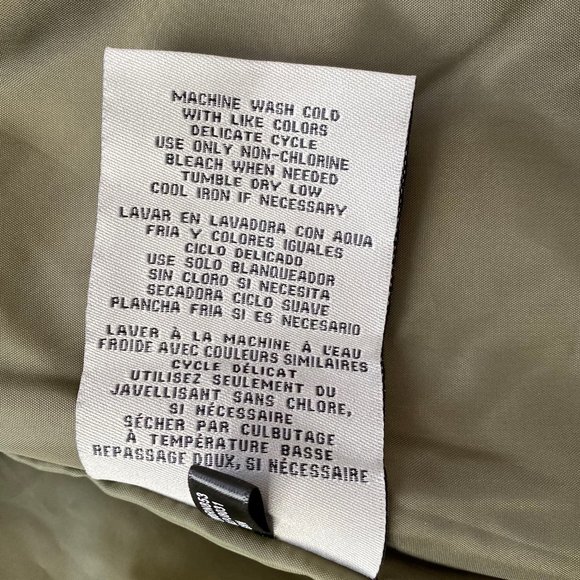 MACHINE WASH COLD
WITH LIKE COLORS
DELICATE CYCLE
USE ONLY NON-CHLORINE
BLEACH WHEN NEEDED
TUMBLE DRY LOW
COOL IRON IF NECESSARY
LAVAR EN LAVADORA CON AQUA
FRIA Y COLORES IGUALES
CICLO DELICADO
USE SOLO BLANQUEADOR
SIN CLORO SI NECESITA
SECADORA CICLO SUAVE
PLANCHA FRIA SI ES NECESARIO
LAVER À LA MACHINE À L'EAU
FROIDE AVEC COULEURS SIMILAIRES
CYCLE DÉLICAT
UTILISEZ SEULEMENT DU
JAVELLISANT SANS CHLORE,
SI NÉCESSAIRE
SÉCHER PAR CULBUTAGE
À TEMPÉRATURE BASSE
REPASSAGE DOUX, SI NÉCESSAIRE